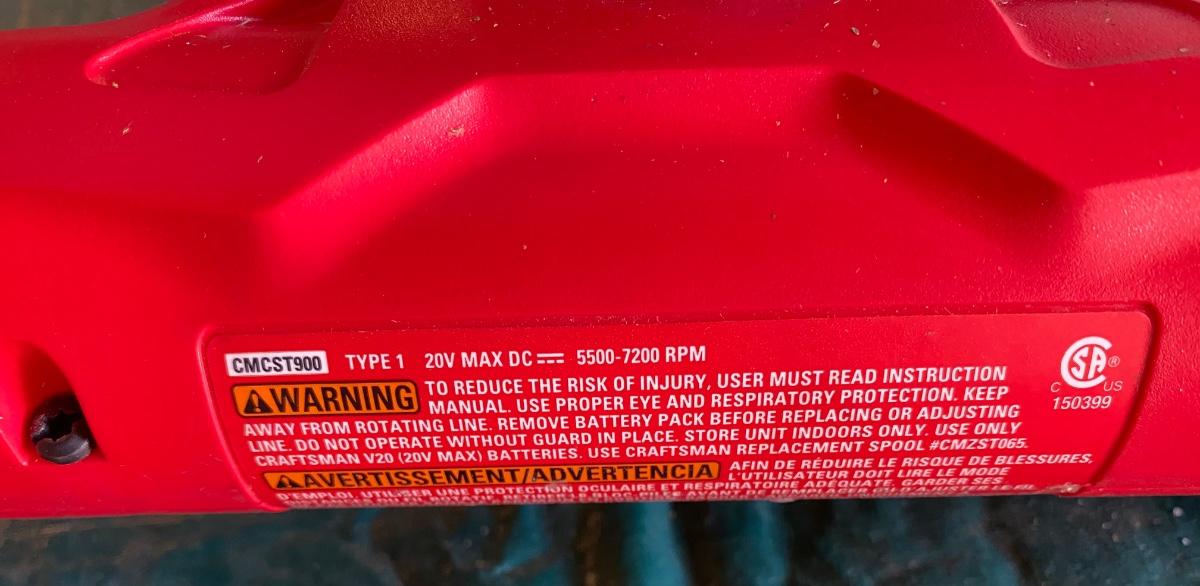 CMCST900 TYPE 1 20V MAX DC 5500-7200 RPM
WARNING TO REDUCE THE RISK OF INJURY, USER MUST READ INSTRUCTION
MANUAL. USE PROPER EYE AND RESPIRATORY PROTECTION. KEEP
AWAY FROM ROTATING LINE. REMOVE BATTERY PACK BEFORE REPLACING OR ADJUSTING
LINE. DO NOT OPERATE WITHOUT GUARD IN PLACE. STORE UNIT INDOORS ONLY. USE ONLY
CRAFTSMAN V20 (20V MAX) BATTERIES. USE CRAFTSMAN REPLACEMENT SPOOL #CMZST065.
AVERTISSEMENT/ADVERTENCIA AFIN DE RÉDUIRE LE RISQUE DE BLESSURES,
L'UTILISATEUR DOIT LIRE LE MODE
D'EMPLOI. UTILISER UNE PROTECTION OCULAIRE ET RESPIRATOIRE ADÉQUATE. GARDER SES
SA ®
C US
150399